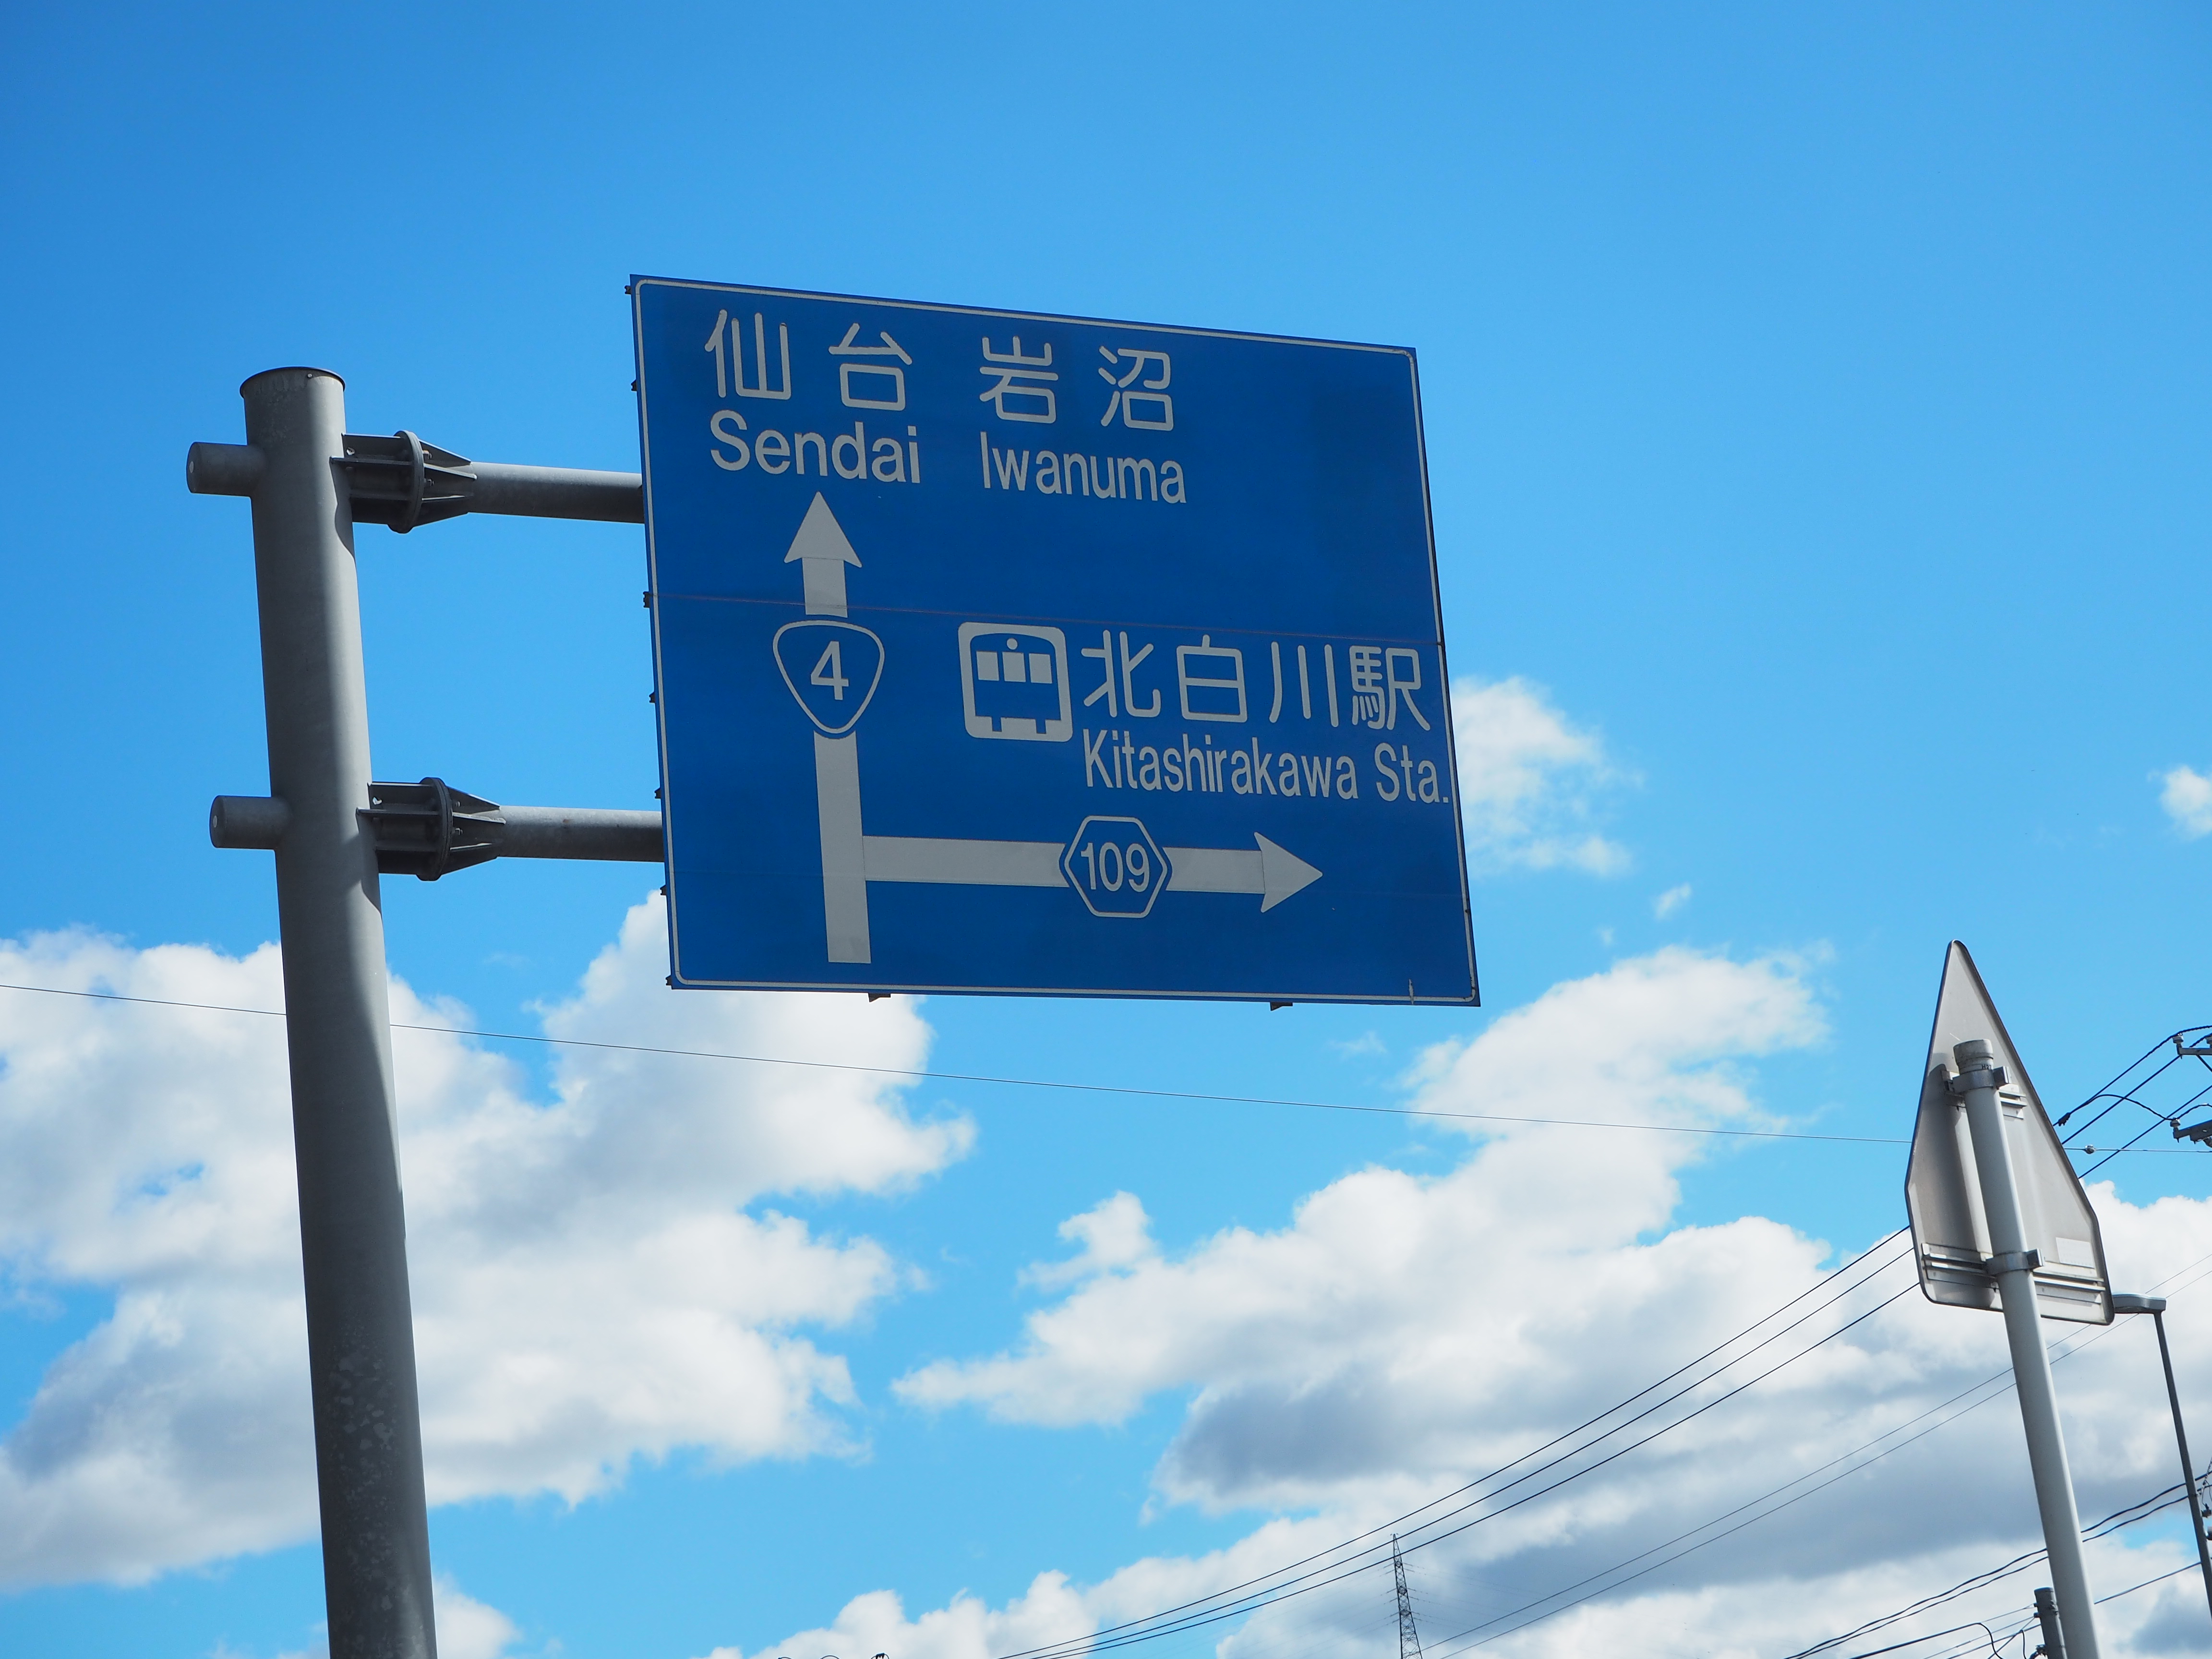 仙台 岩沼
Sendai Iwanuma
4
北白川駅
Kitashirakawa Sta.
109